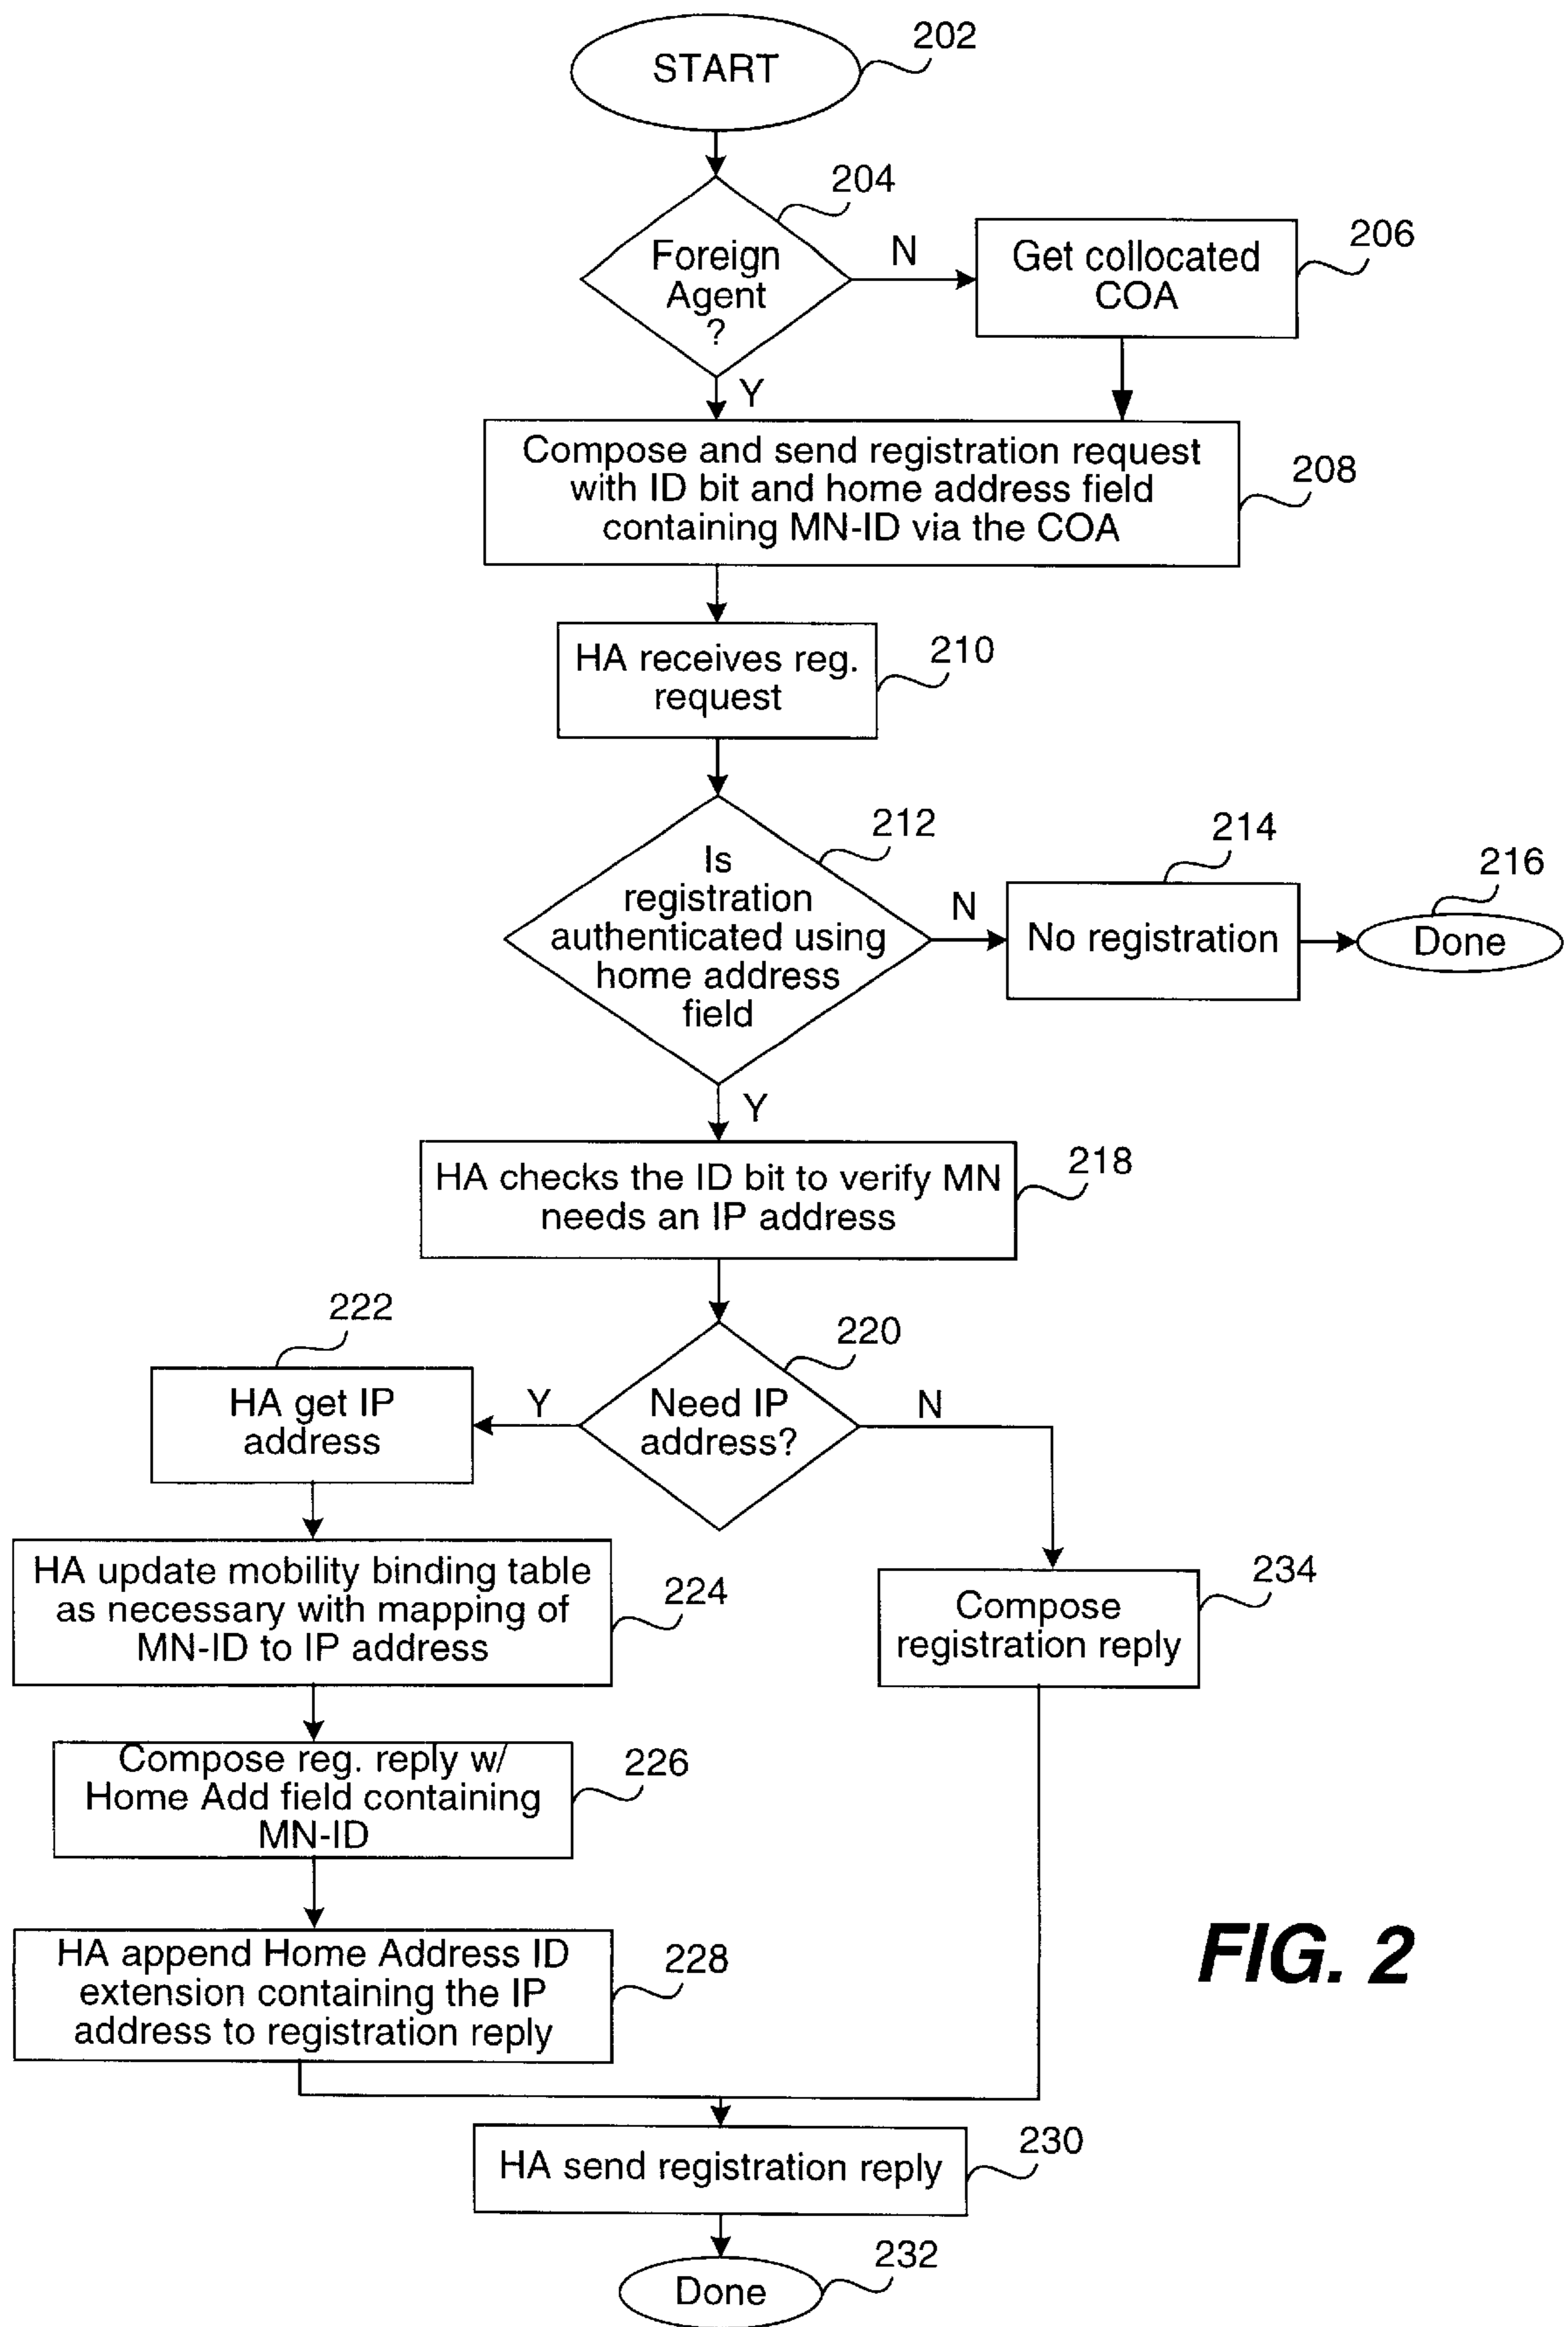 START
202
204
Foreign
Agent
?
N
Get collocated
COA
206
Y
Compose and send registration request
with ID bit and home address field
containing MN-ID via the COA
208
HA receives reg.
request
210
212
Is
registration
authenticated using
home address
field
N
214
No registration
216
Done
Y
HA checks the ID bit to verify MN
needs an IP address
218
220
Need IP
address?
Y
N
222
HA get IP
address
HA update mobility binding table
as necessary with mapping of
MN-ID to IP address
224
Compose
registration reply
234
Compose reg. reply w/
Home Add field containing
MN-ID
226
HA append Home Address ID
extension containing the IP
address to registration reply
228
FIG. 2
HA send registration reply
230
Done
232